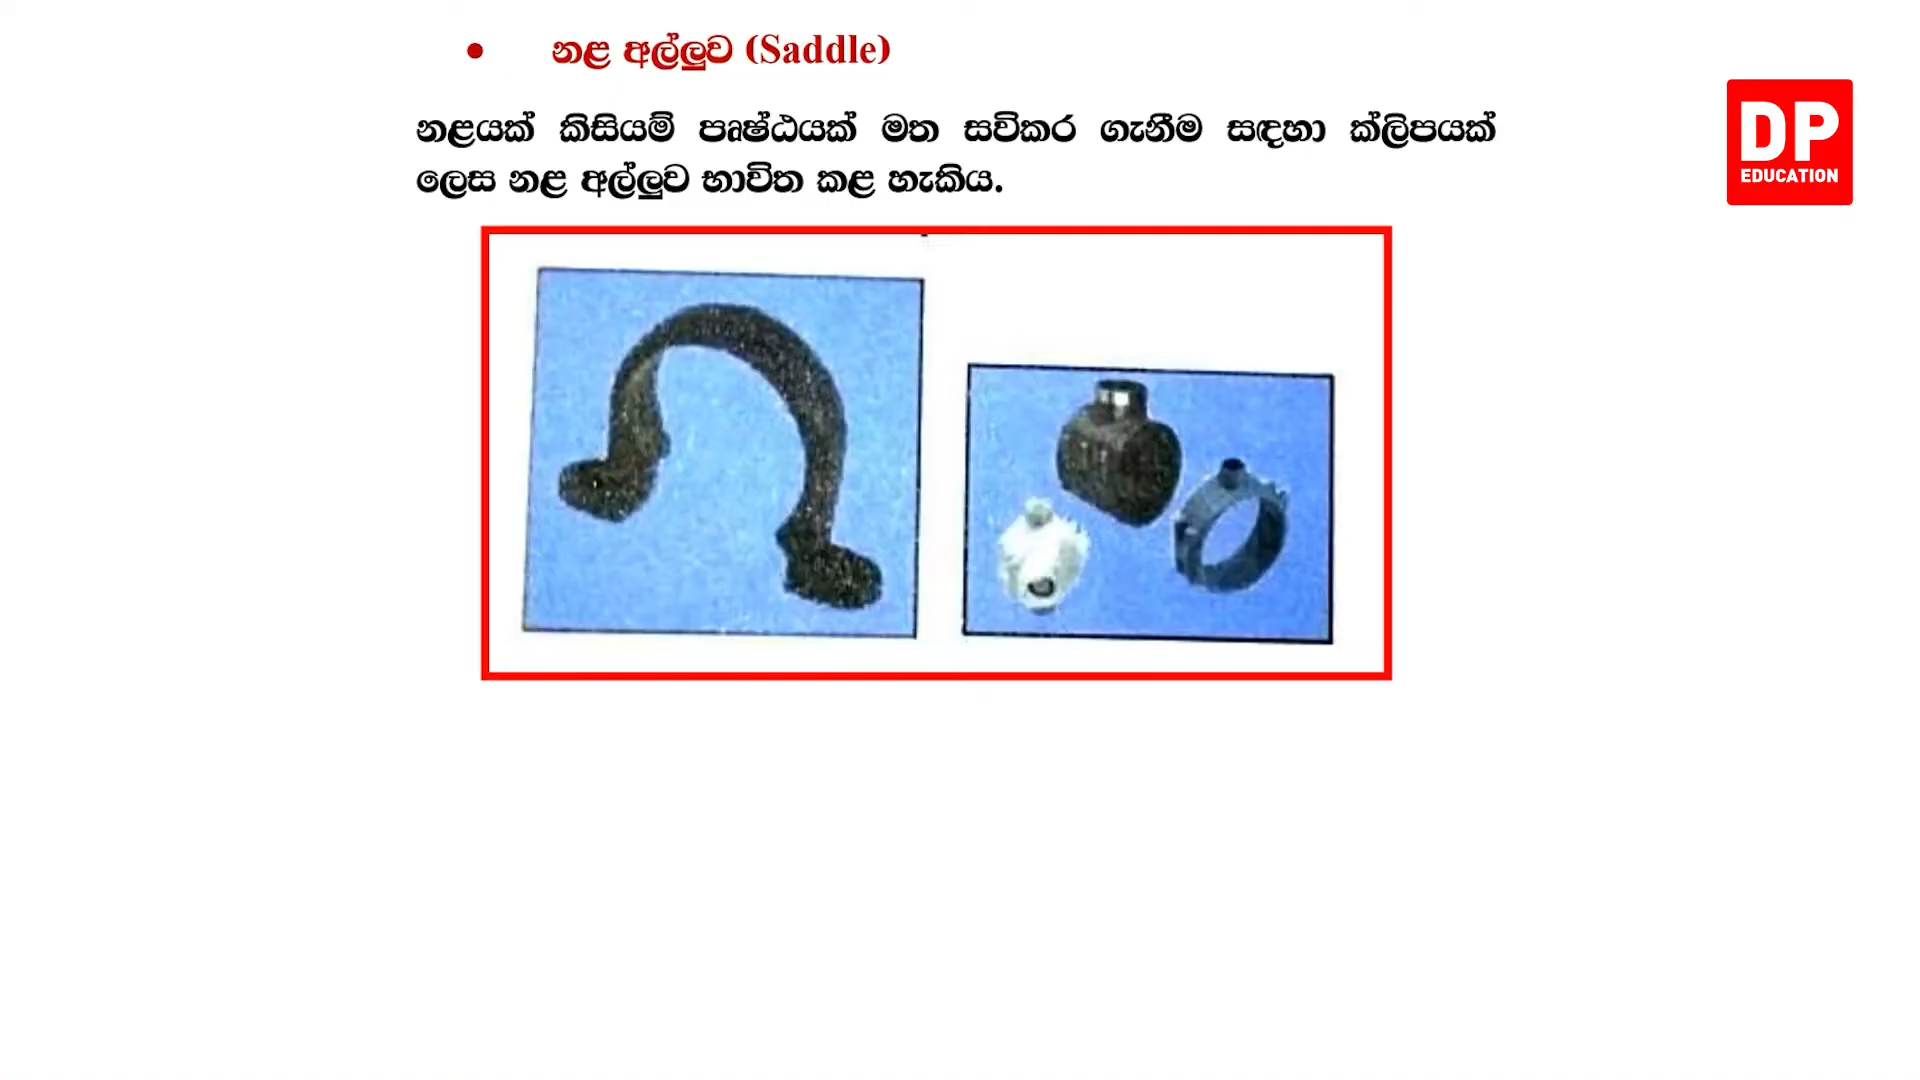 • නළ අල්ලුව (Saddle)
නළයක් කිසියම් පෘෂ්ඨයක් මත සවිකර ගැනීම සඳහා ක්ලිපයක්
ලෙස නළ අල්ලුව භාවිත කළ හැකිය.
DP
EDUCATION